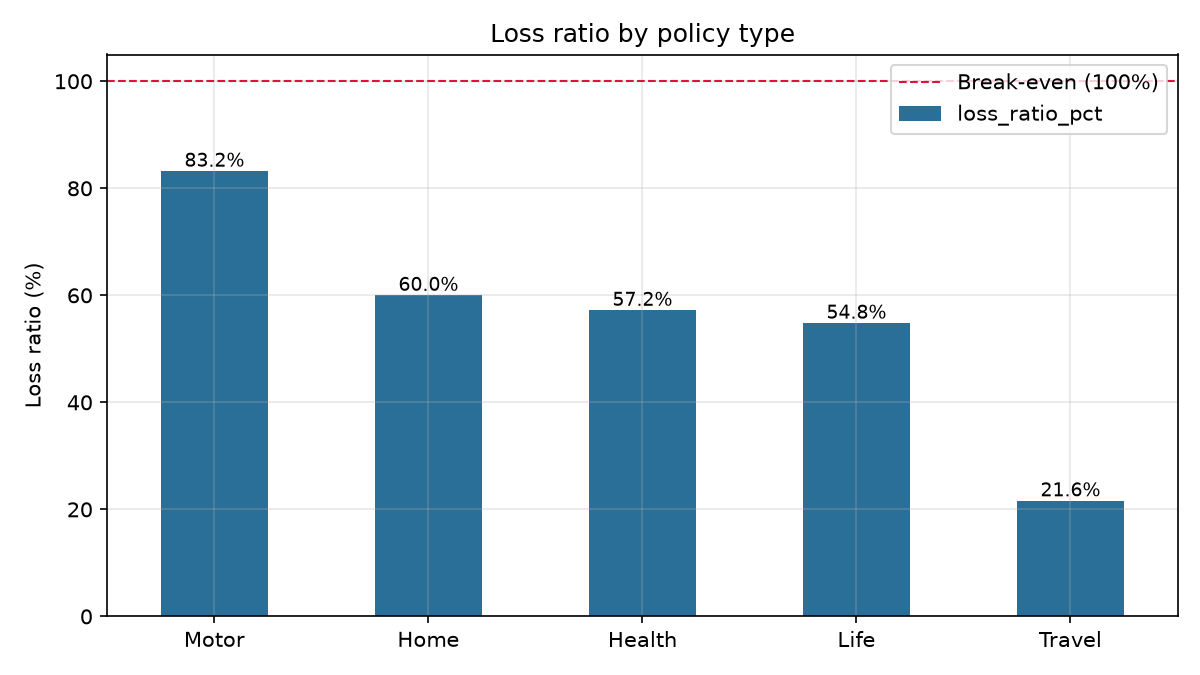 Loss ratio by policy type
Break-even (100%)
loss_ratio_pct
Loss ratio (%)
100
80
60
40
20
0
83.2%
60.0%
57.2%
54.8%
21.6%
Motor
Home
Health
Life
Travel